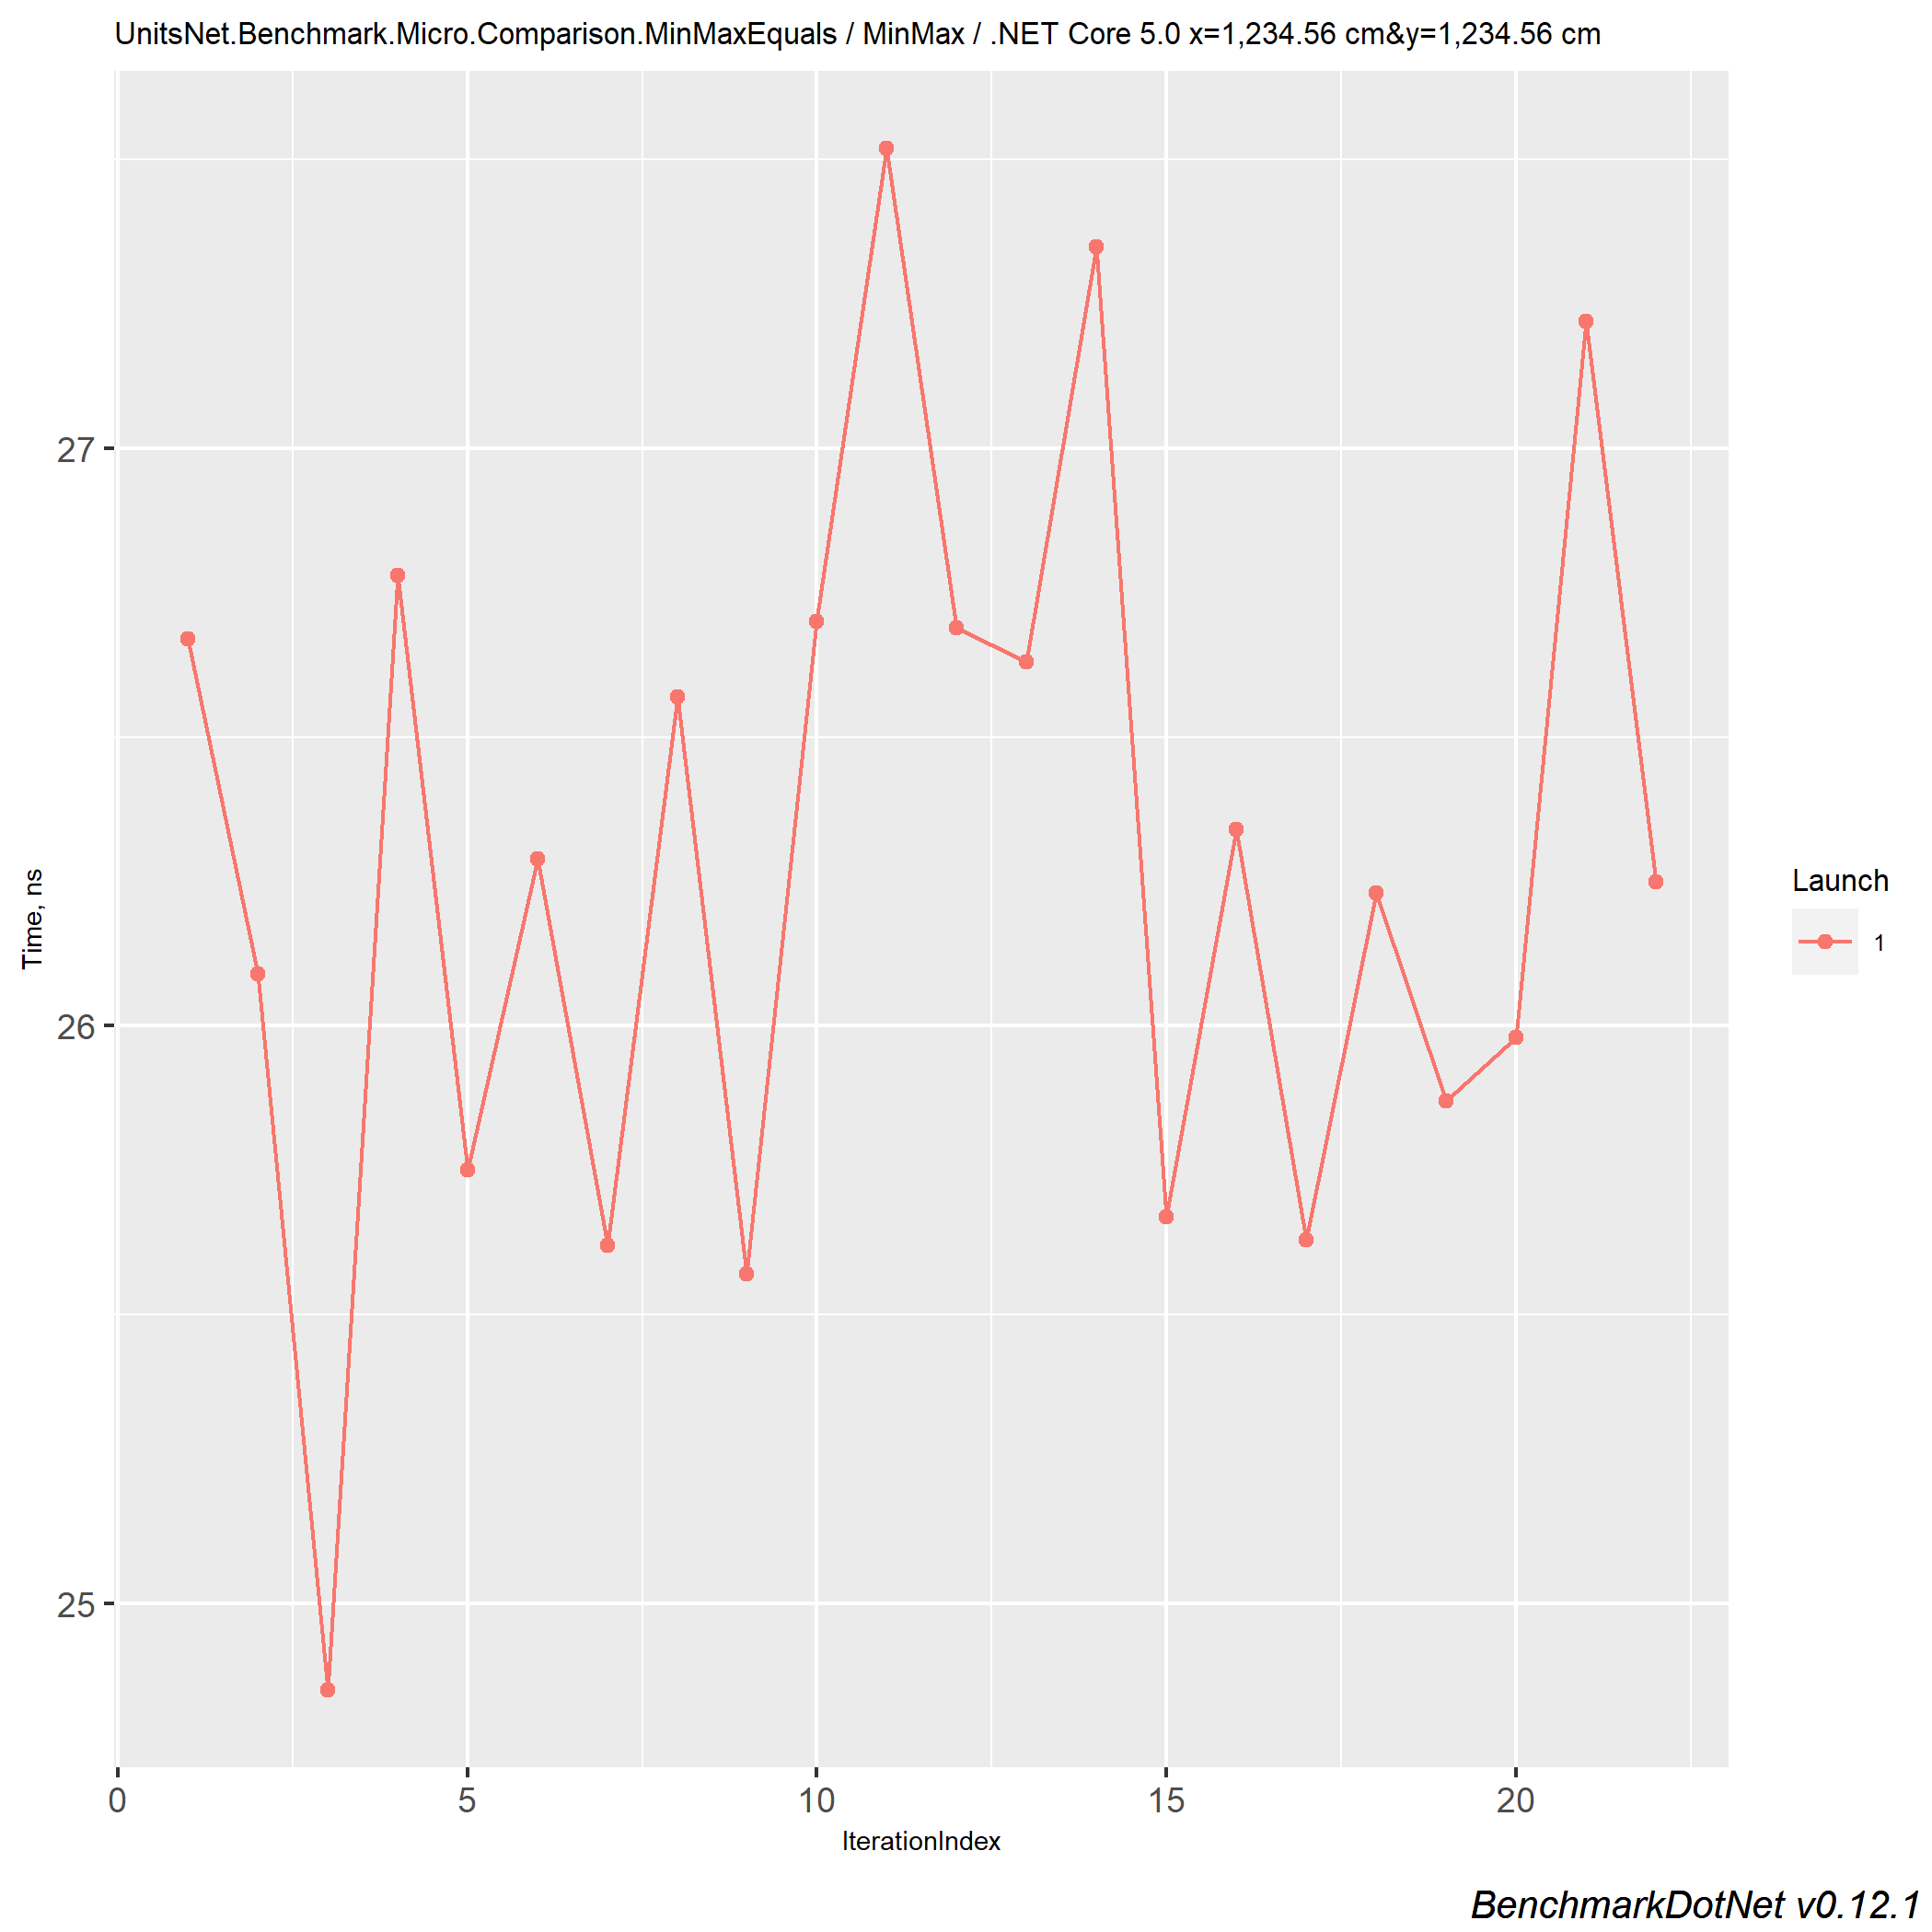 UnitsNet.Benchmark.Micro.Comparison.MinMaxEquals / MinMax / .NET Core 5.0 x=1,234.56 cm&y=1,234.56 cm
27
26
25
Time, ns
0 5 10 15 20
IterationIndex
Launch
1
BenchmarkDotNet v0.12.1